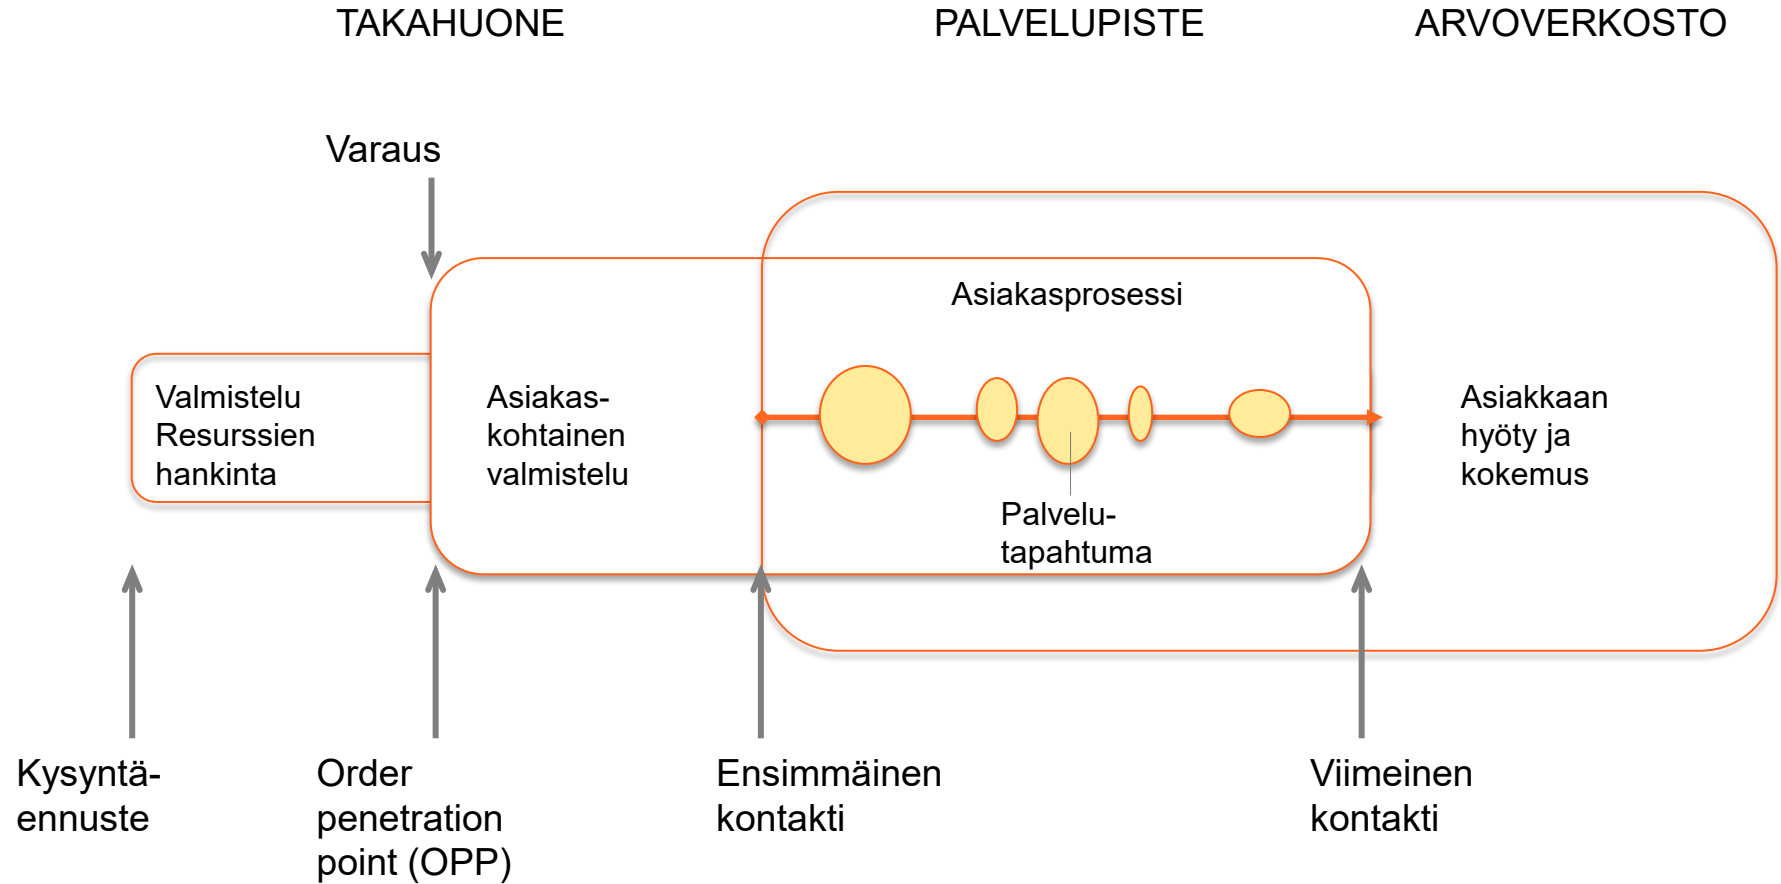 TAKAHUONE
PALVELUPISTE
ARVOVERKOSTO
Varaus
Asiakasprosessi
Valmistelu
Resurssien
hankinta
Asiakas-
kohtainen
valmistelu
Palvelu-
tapahtuma
Asiakkaan
hyöty ja
kokemus
Kysyntä-
ennuste
Order
penetration
point (OPP)
Ensimmäinen
kontakti
Viimeinen
kontakti